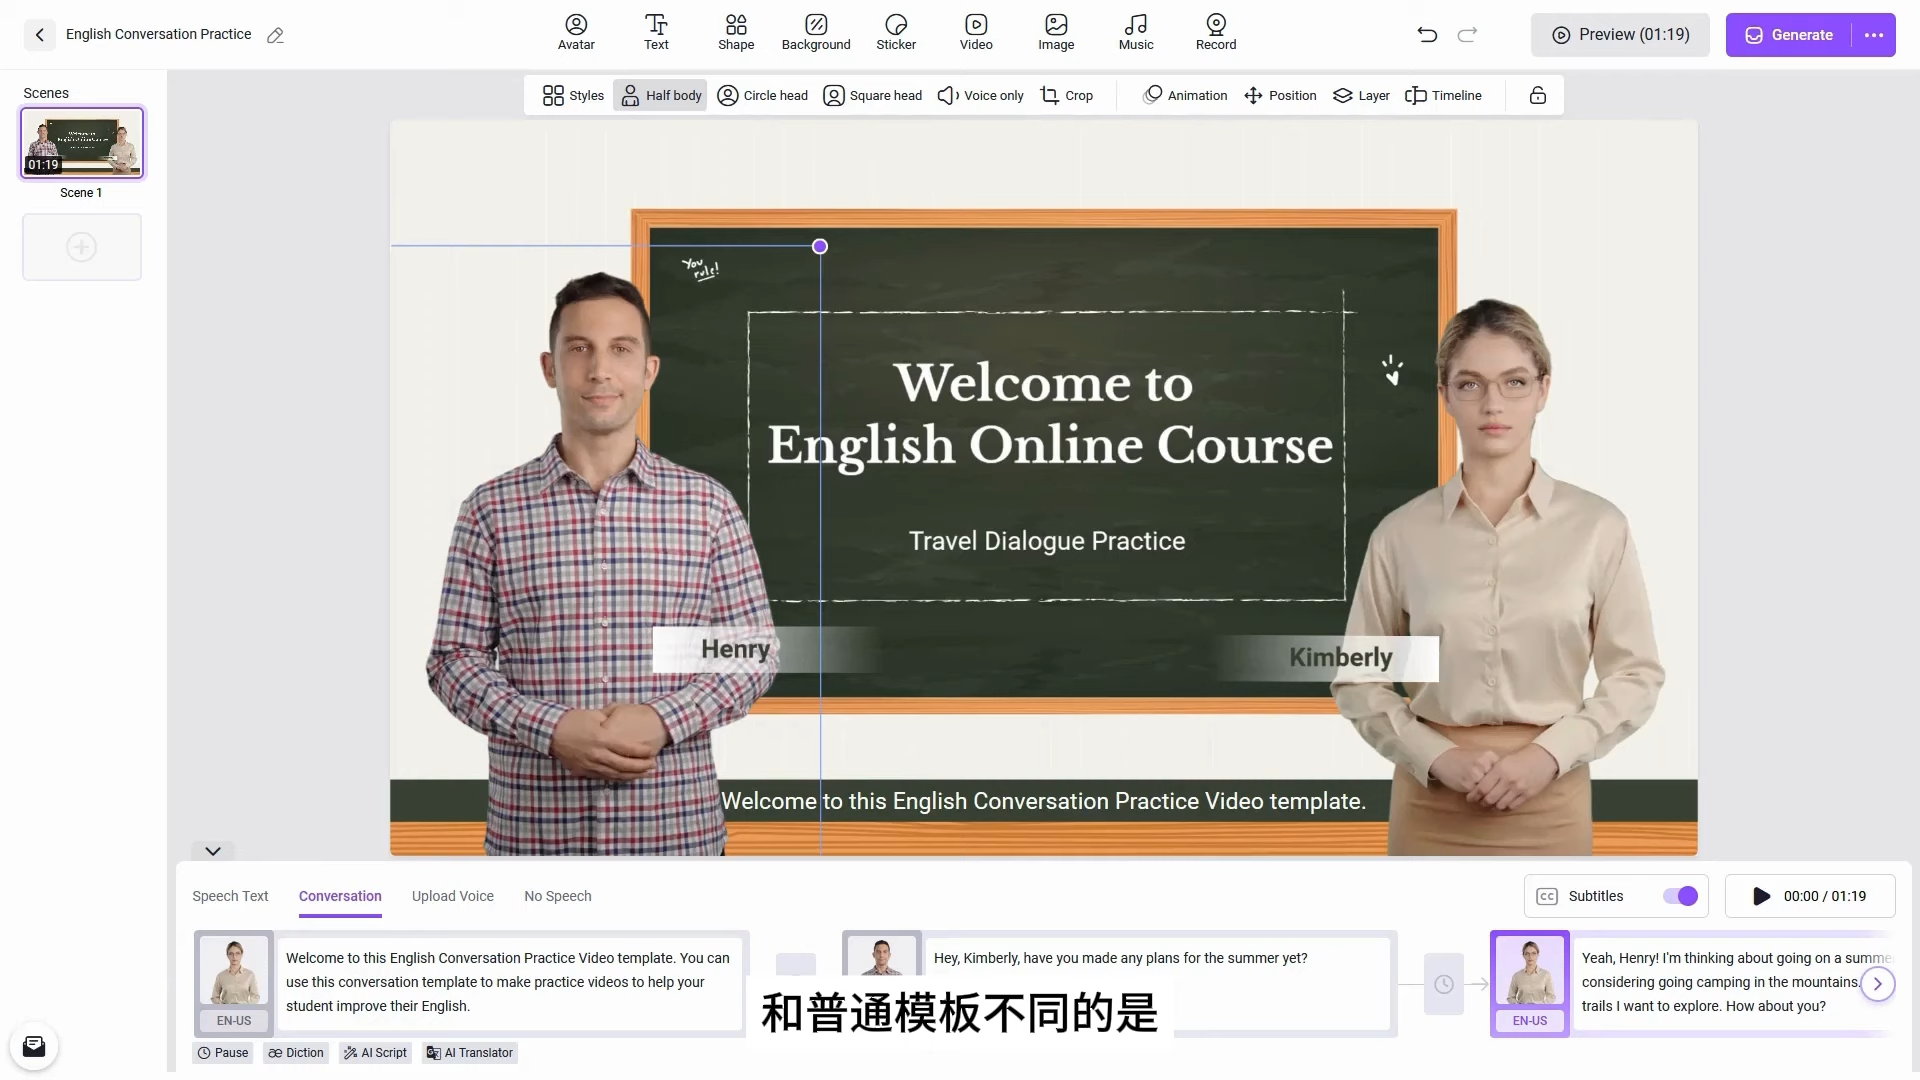 English Conversation Practice
Avatar
Text
Shape
Background
Sticker
Video
Image
Music
Record
Preview (01:19)
Generate
Scenes
01:19
Scene 1
Styles
Half body
Circle head
Square head
Voice only
Crop
Animation
Position
Layer
Timeline
You
rule!
Welcome to
English Online Course
Travel Dialogue Practice
Henry
Kimberly
Welcome to this English Conversation Practice Video template.
Speech Text
Conversation
Upload Voice
No Speech
CC
Subtitles
00:00 / 01:19
EN-US
Welcome to this English Conversation Practice Video template. You can
use this conversation template to make practice videos to help your
student improve their English.
Hey, Kimberly, have you made any plans for the summer yet?
EN-US
Yeah, Henry! I'm thinking about going on a
considering going camping in the mountains.
trails I want to explore. How about you?
和普通模板不同的是
Pause
Diction
AI Script
AI Translator